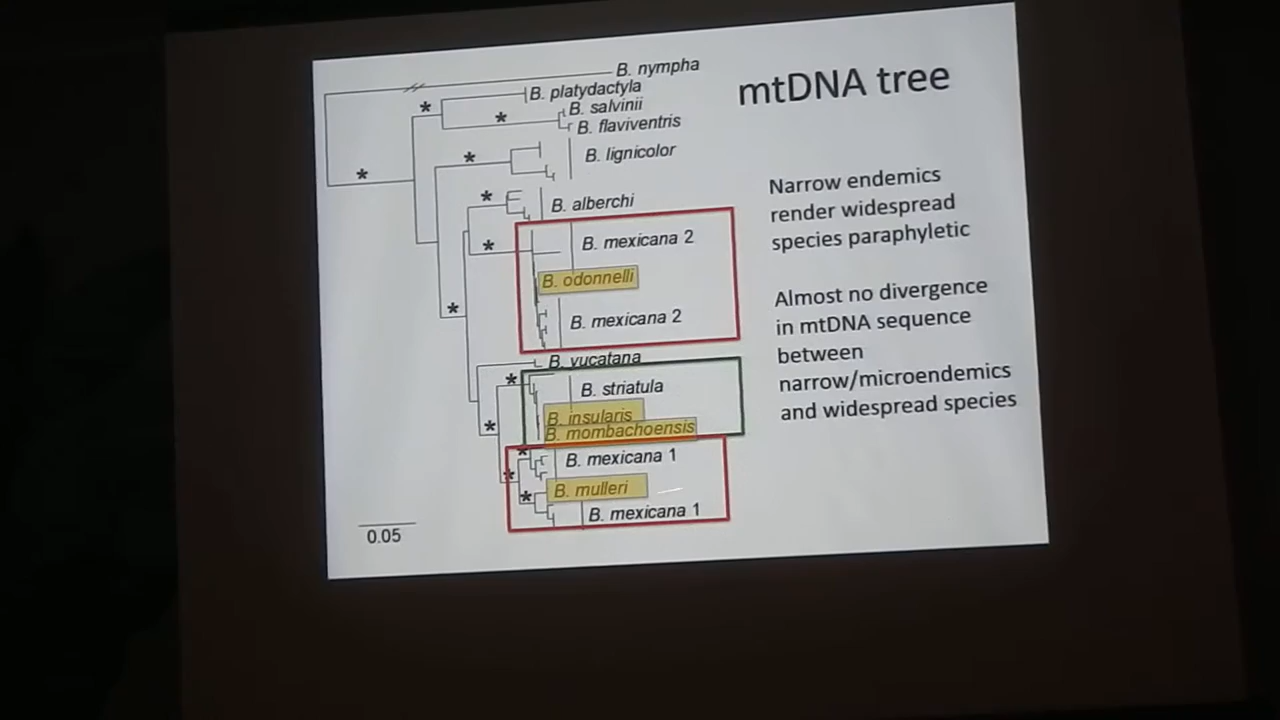 mtDNA tree
B. nympha
B. platydactyla
B. salvinii
B. flaviventris
B. lignicolor
B. alberchi
B. mexicana 2
B. odonnelli
B. mexicana 2
B. yucatana
B. striatula
B. insularis
B. mombachoensis
B. mexicana 1
B. mulleri
B. mexicana 1
0.05
Narrow endemics
render widespread
species paraphyletic
Almost no divergence
in mtDNA sequence
between
narrow/microendemics
and widespread species